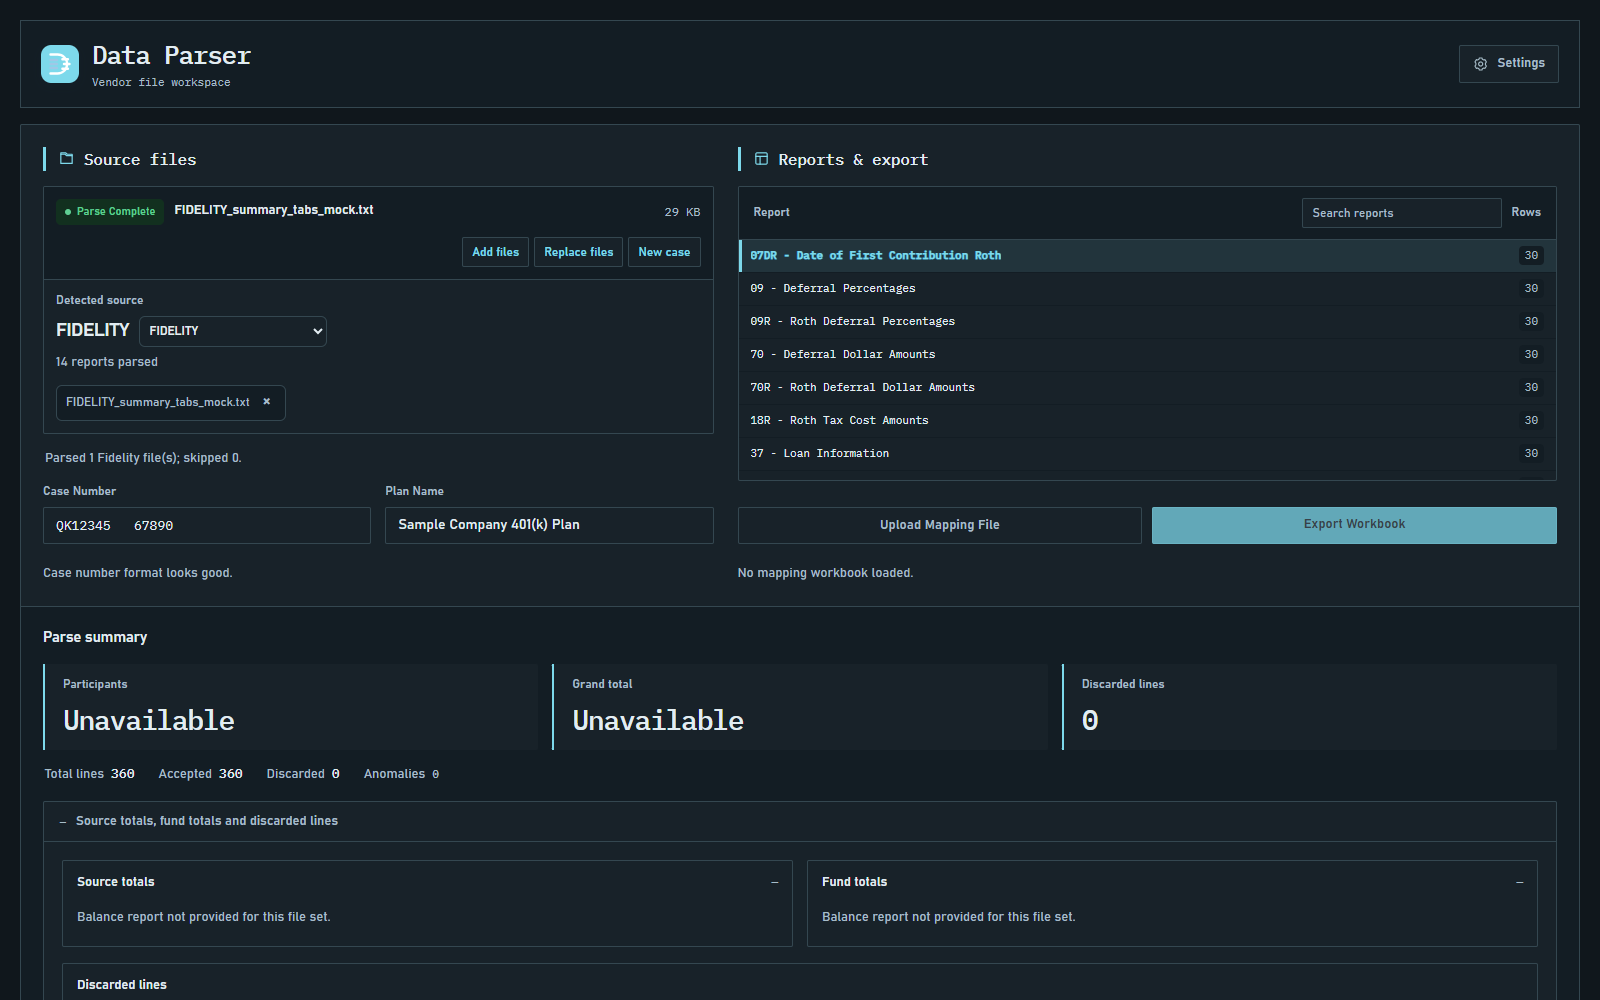 Data Parser
Vendor file workspace
Settings
Source files
Parse Complete
FIDELITY_summary_tabs_mock.txt
29 KB
Add files
Replace files
New case
Detected source
FIDELITY
FIDELITY
14 reports parsed
FIDELITY_summary_tabs_mock.txt ×
Parsed 1 Fidelity file(s); skipped 0.
Case Number
Plan Name
QK12345 67890
Sample Company 401(k) Plan
Case number format looks good.
Reports & export
Report
Search reports
Rows
07DR - Date of First Contribution Roth 30
09 - Deferral Percentages 30
09R - Roth Deferral Percentages 30
70 - Deferral Dollar Amounts 30
70R - Roth Deferral Dollar Amounts 30
18R - Roth Tax Cost Amounts 30
37 - Loan Information 30
Upload Mapping File
Export Workbook
No mapping workbook loaded.
Parse summary
Participants
Unavailable
Grand total
Unavailable
Discarded lines
0
Total lines 360 Accepted 360 Discarded 0 Anomalies 0
– Source totals, fund totals and discarded lines
Source totals –
Balance report not provided for this file set.
Fund totals –
Balance report not provided for this file set.
Discarded lines